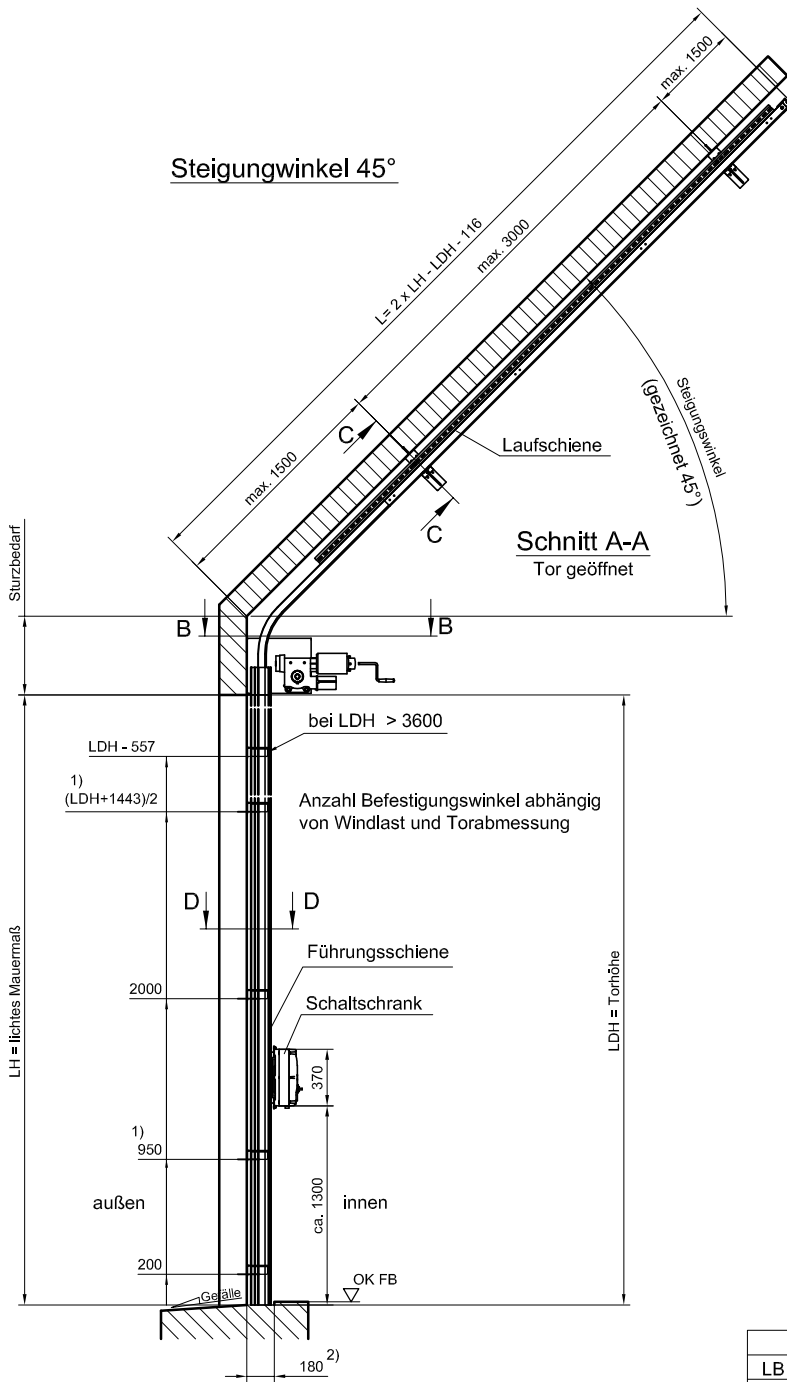 Steigungwinkel 45°
max. 1500
max. 3000
L= 2 x LH - LDH - 116
max. 1500
C
C
Laufschiene
Steigungswinkel
(gezeichnet 45°)
Schnitt A-A
Tor geöffnet
Sturzbedarf
B
B
bei LDH > 3600
LDH - 557
1)
(LDH+1443)/2
Anzahl Befestigungswinkel abhängig
von Windlast und Torabmessung
D
D
Führungsschiene
Schaltschrank
LH = lichtes Mauermaß
LDH = Torhöhe
2000
370
1)
950
außen
innen
ca. 1300
200
OK FB
Gefälle
180 2)
LB